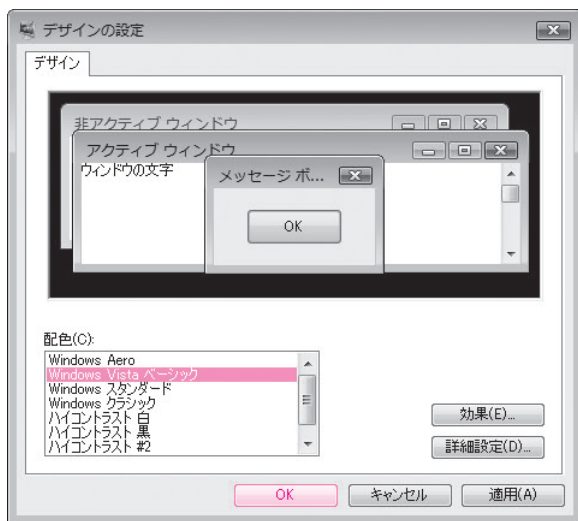 デザインの設定
デザイン
非アクティブ ウィンドウ
アクティブ ウィンドウ
ウィンドウの文字
メッセージ ボ...
OK
配色(C):
Windows Aero
Windows Vista ベーシック
Windows スタンダード
Windows クラシック
ハイコントラスト 白
ハイコントラスト 黒
ハイコントラスト #2
効果(E)...
詳細設定(D)...
OK
キャンセル
適用(A)